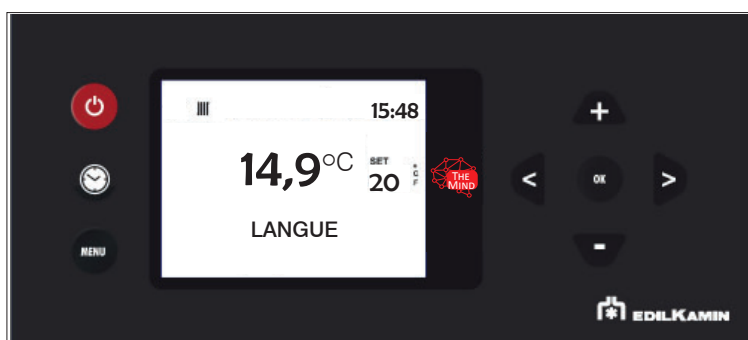 15:48
14,9°C
SET
20
°C
°F
LANGUE
THE
MIND
MENU
+
<
OK
>
-
EDILKAMIN